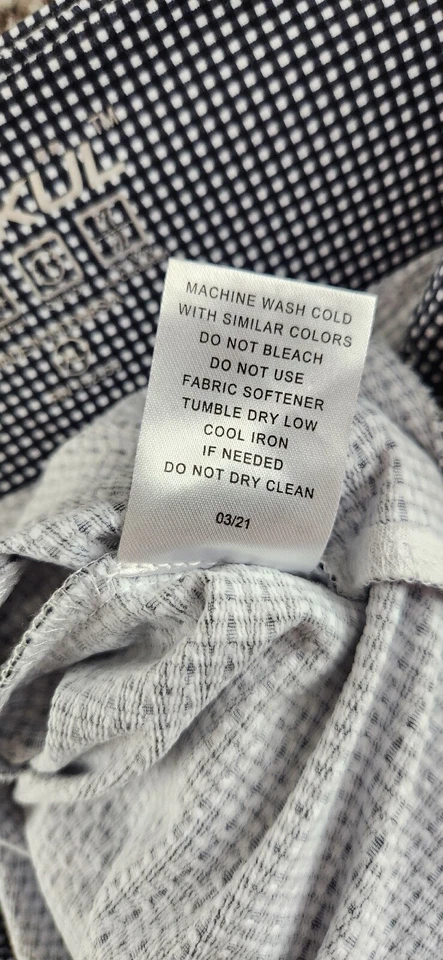 KÜL™
MACHINE WASH COLD
WITH SIMILAR COLORS
DO NOT BLEACH
DO NOT USE
FABRIC SOFTENER
TUMBLE DRY LOW
COOL IRON
IF NEEDED
DO NOT DRY CLEAN
03/21